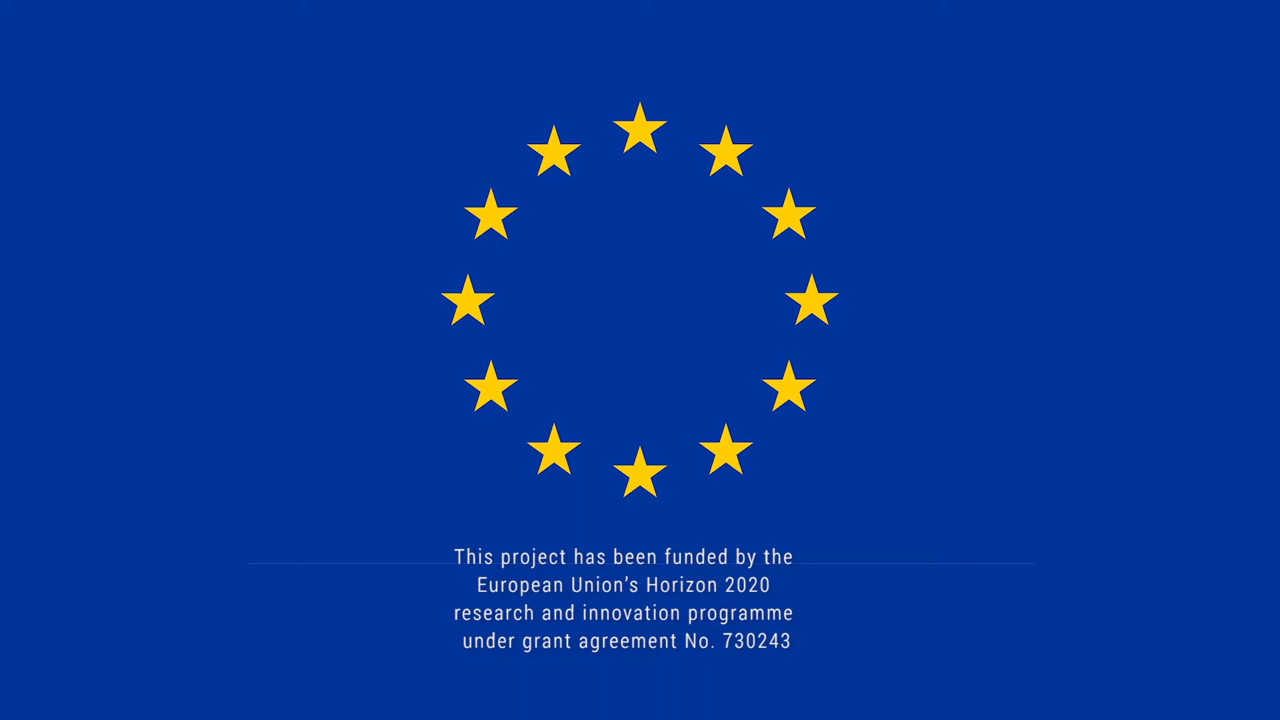 This project has been funded by the
European Union's Horizon 2020
research and innovation programme
under grant agreement No. 730243